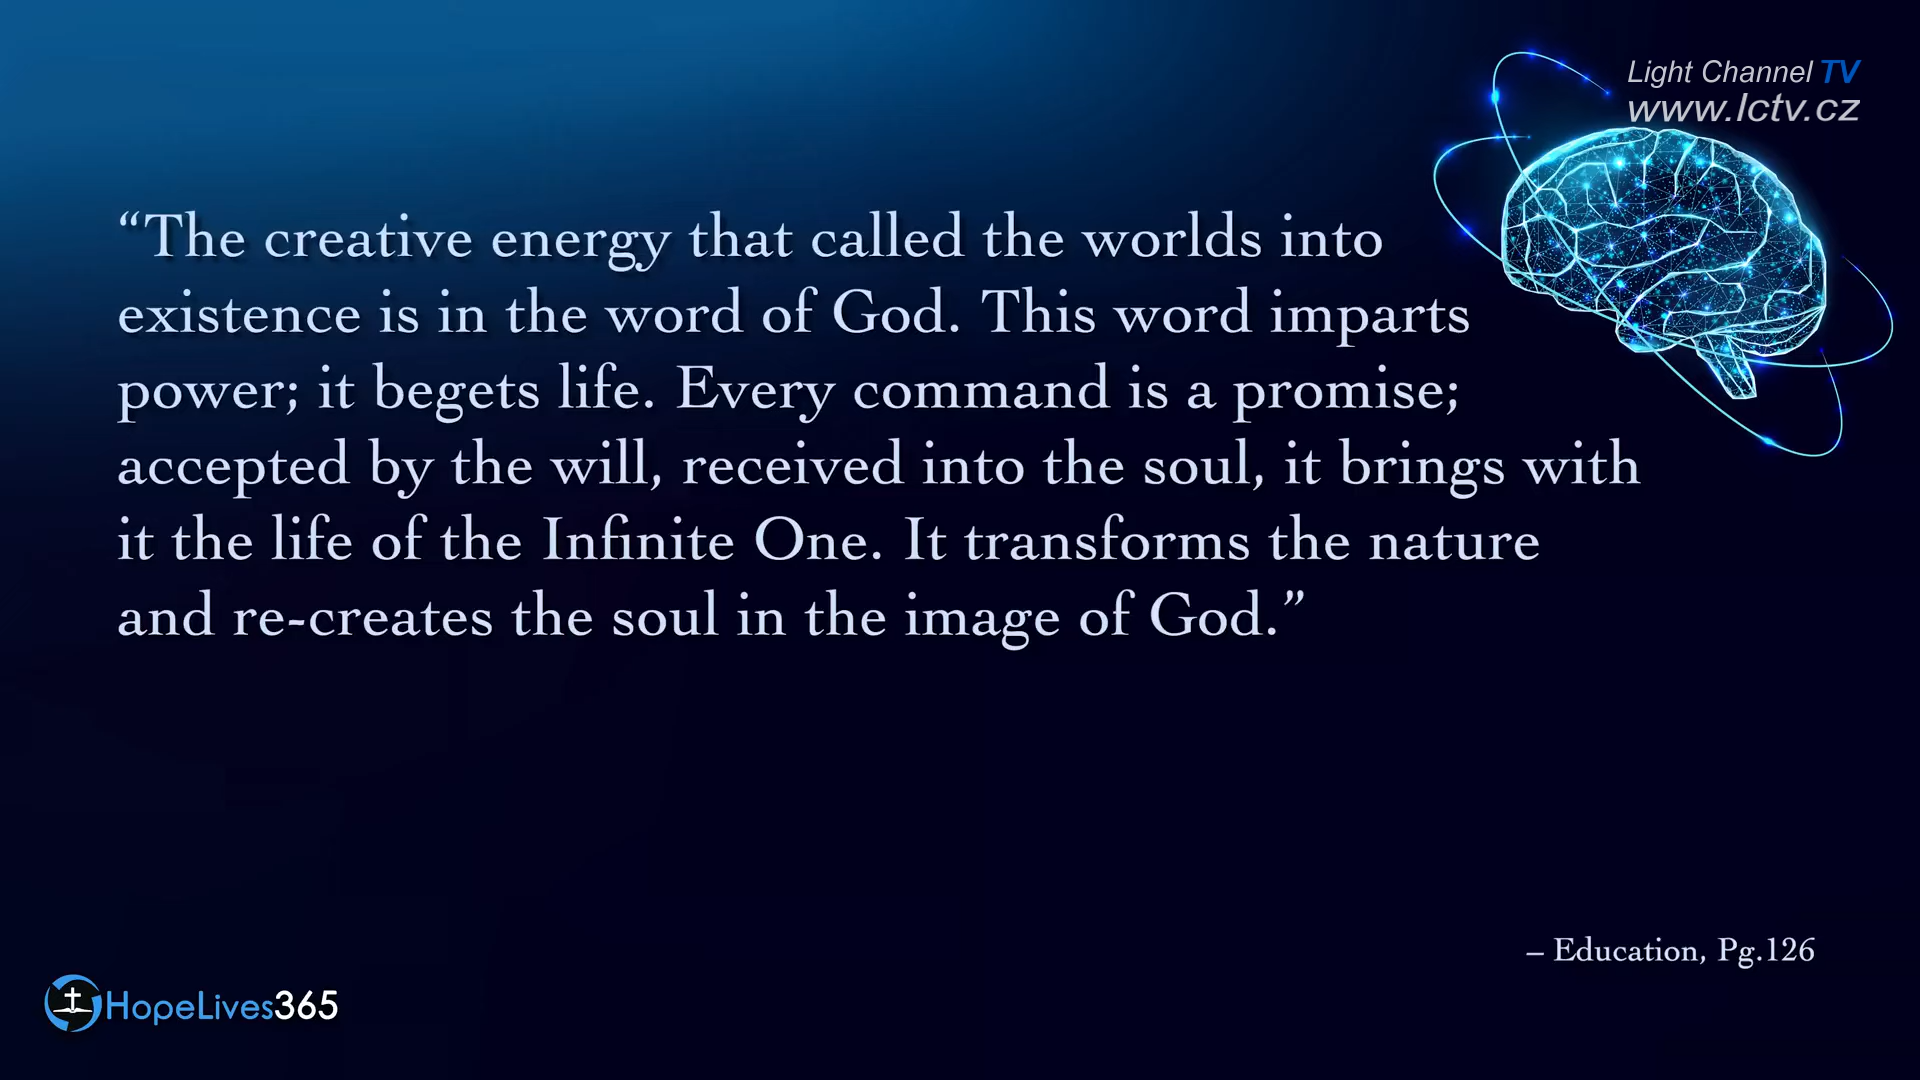 Light Channel TV
www.lctv.cz
“The creative energy that called the worlds into
existence is in the word of God. This word imparts
power; it begets life. Every command is a promise;
accepted by the will, received into the soul, it brings with
it the life of the Infinite One. It transforms the nature
and re-creates the soul in the image of God.”
– Education, Pg.126
HopeLives365